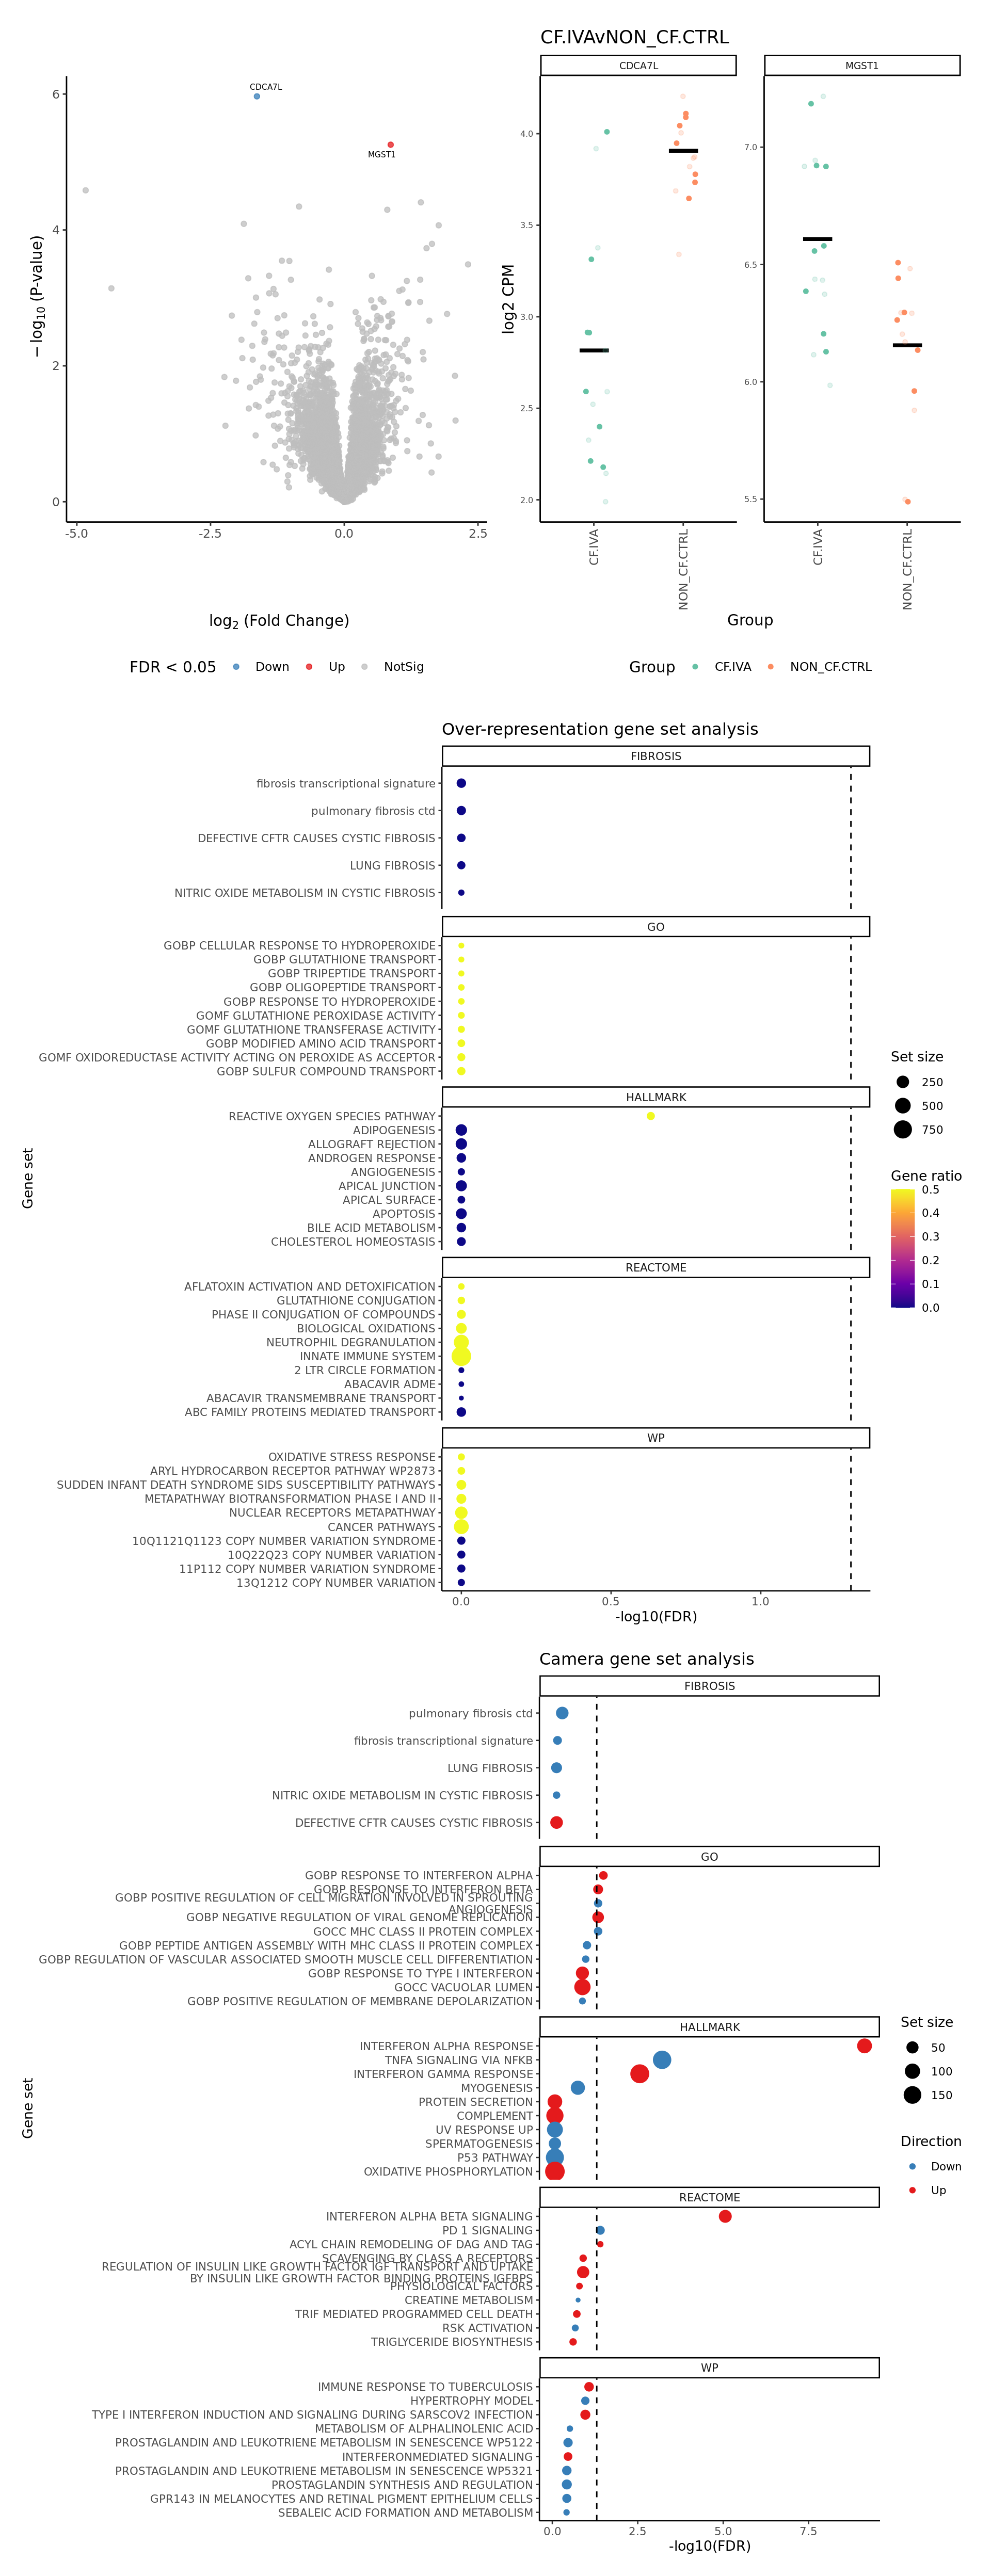 CF.IVAvNON_CF.CTRL
CDCA7L
MGST1
CDCA7L
MGST1
6
4
2
0
− log10 (P-value)
-5.0
-2.5
0.0
2.5
log2 (Fold Change)
log2 CPM
4.0
3.5
3.0
2.5
2.0
7.0
6.5
6.0
5.5
CF.IVA
NON_CF.CTRL
CF.IVA
NON_CF.CTRL
Group
FDR < 0.05
Down
Up
NotSig
Group
CF.IVA
NON_CF.CTRL
Over-representation gene set analysis
FIBROSIS
fibrosis transcriptional signature
pulmonary fibrosis ctd
DEFECTIVE CFTR CAUSES CYSTIC FIBROSIS
LUNG FIBROSIS
NITRIC OXIDE METABOLISM IN CYSTIC FIBROSIS
GO
GOBP CELLULAR RESPONSE TO HYDROPEROXIDE
GOBP GLUTATHIONE TRANSPORT
GOBP TRIPEPTIDE TRANSPORT
GOBP OLIGOPEPTIDE TRANSPORT
GOBP RESPONSE TO HYDROPEROXIDE
GOMF GLUTATHIONE PEROXIDASE ACTIVITY
GOMF GLUTATHIONE TRANSFERASE ACTIVITY
GOBP MODIFIED AMINO ACID TRANSPORT
GOMF OXIDOREDUCTASE ACTIVITY ACTING ON PEROXIDE AS ACCEPTOR
GOBP SULFUR COMPOUND TRANSPORT
HALLMARK
REACTIVE OXYGEN SPECIES PATHWAY
ADIPOGENESIS
ALLOGRAFT REJECTION
ANDROGEN RESPONSE
ANGIOGENESIS
APICAL JUNCTION
APICAL SURFACE
APOPTOSIS
BILE ACID METABOLISM
CHOLESTEROL HOMEOSTASIS
REACTOME
AFLATOXIN ACTIVATION AND DETOXIFICATION
GLUTATHIONE CONJUGATION
PHASE II CONJUGATION OF COMPOUNDS
BIOLOGICAL OXIDATIONS
NEUTROPHIL DEGRANULATION
INNATE IMMUNE SYSTEM
2 LTR CIRCLE FORMATION
ABACAVIR ADME
ABACAVIR TRANSMEMBRANE TRANSPORT
ABC FAMILY PROTEINS MEDIATED TRANSPORT
WP
OXIDATIVE STRESS RESPONSE
ARYL HYDROCARBON RECEPTOR PATHWAY WP2873
SUDDEN INFANT DEATH SYNDROME SIDS SUSCEPTIBILITY PATHWAYS
METAPATHWAY BIOTRANSFORMATION PHASE I AND II
NUCLEAR RECEPTORS METAPATHWAY
CANCER PATHWAYS
10Q1121Q1123 COPY NUMBER VARIATION SYNDROME
10Q22Q23 COPY NUMBER VARIATION
11P112 COPY NUMBER VARIATION SYNDROME
13Q1212 COPY NUMBER VARIATION
0.0
0.5
1.0
-log10(FDR)
Gene set
Set size
250
500
750
Gene ratio
0.5
0.4
0.3
0.2
0.1
0.0
Camera gene set analysis
FIBROSIS
pulmonary fibrosis ctd
fibrosis transcriptional signature
LUNG FIBROSIS
NITRIC OXIDE METABOLISM IN CYSTIC FIBROSIS
DEFECTIVE CFTR CAUSES CYSTIC FIBROSIS
GO
GOBP RESPONSE TO INTERFERON ALPHA
GOBP RESPONSE TO INTERFERON BETA
GOBP POSITIVE REGULATION OF CELL MIGRATION INVOLVED IN SPROUTING
ANGIOGENESIS
GOBP NEGATIVE REGULATION OF VIRAL GENOME REPLICATION
GOCC MHC CLASS II PROTEIN COMPLEX
GOBP PEPTIDE ANTIGEN ASSEMBLY WITH MHC CLASS II PROTEIN COMPLEX
GOBP REGULATION OF VASCULAR ASSOCIATED SMOOTH MUSCLE CELL DIFFERENTIATION
GOBP RESPONSE TO TYPE I INTERFERON
GOCC VACUOLAR LUMEN
GOBP POSITIVE REGULATION OF MEMBRANE DEPOLARIZATION
HALLMARK
INTERFERON ALPHA RESPONSE
TNFA SIGNALING VIA NFKB
INTERFERON GAMMA RESPONSE
MYOGENESIS
PROTEIN SECRETION
COMPLEMENT
UV RESPONSE UP
SPERMATOGENESIS
P53 PATHWAY
OXIDATIVE PHOSPHORYLATION
REACTOME
INTERFERON ALPHA BETA SIGNALING
PD 1 SIGNALING
ACYL CHAIN REMODELING OF DAG AND TAG
SCAVENGING BY CLASS A RECEPTORS
REGULATION OF INSULIN LIKE GROWTH FACTOR IGF TRANSPORT AND UPTAKE
BY INSULIN LIKE GROWTH FACTOR BINDING PROTEINS IGFBPS
PHYSIOLOGICAL FACTORS
CREATINE METABOLISM
TRIF MEDIATED PROGRAMMED CELL DEATH
RSK ACTIVATION
TRIGLYCERIDE BIOSYNTHESIS
WP
IMMUNE RESPONSE TO TUBERCULOSIS
HYPERTROPHY MODEL
TYPE I INTERFERON INDUCTION AND SIGNALING DURING SARSCOV2 INFECTION
METABOLISM OF ALPHALINOLENIC ACID
PROSTAGLANDIN AND LEUKOTRIENE METABOLISM IN SENESCENCE WP5122
INTERFERONMEDIATED SIGNALING
PROSTAGLANDIN AND LEUKOTRIENE METABOLISM IN SENESCENCE WP5321
PROSTAGLANDIN SYNTHESIS AND REGULATION
GPR143 IN MELANOCYTES AND RETINAL PIGMENT EPITHELIUM CELLS
SEBALEIC ACID FORMATION AND METABOLISM
0.0
2.5
5.0
7.5
-log10(FDR)
Gene set
Set size
50
100
150
Direction
Down
Up